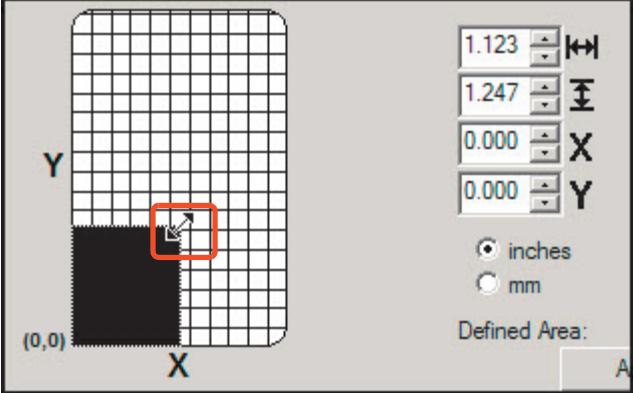 1.123
1.247
0.000 X
Y
0.000 Y
inches
mm
(0,0)
Defined Area:
X
A